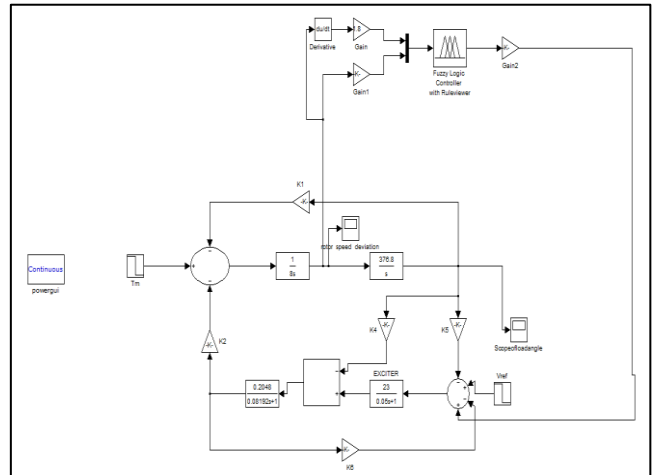 du/dt
Derivative
1.8
Gain
-K-
Gain1
Fuzzy Logic
Controller
with Ruleviewer
-K-
Gain2
K1
-K-
rotor speed deviation
Continuous
powergui
Tm
1
8s
376.8
s
-K-
K2
K4
-K-
-K-
K5
Scopeofloadangle
EXCITER
Vref
0.2048
0.08192s+1
23
0.05s+1
-K-
K6